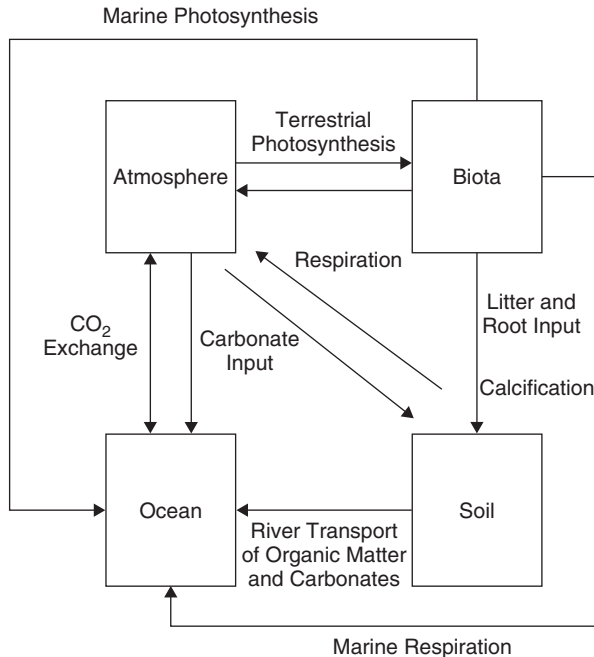 Marine Photosynthesis
Terrestrial
Photosynthesis
Atmosphere
Biota
Respiration
Litter and
Root Input
CO2
Exchange
Carbonate
Input
Calcification
Ocean
Soil
River Transport
of Organic Matter
and Carbonates
Marine Respiration